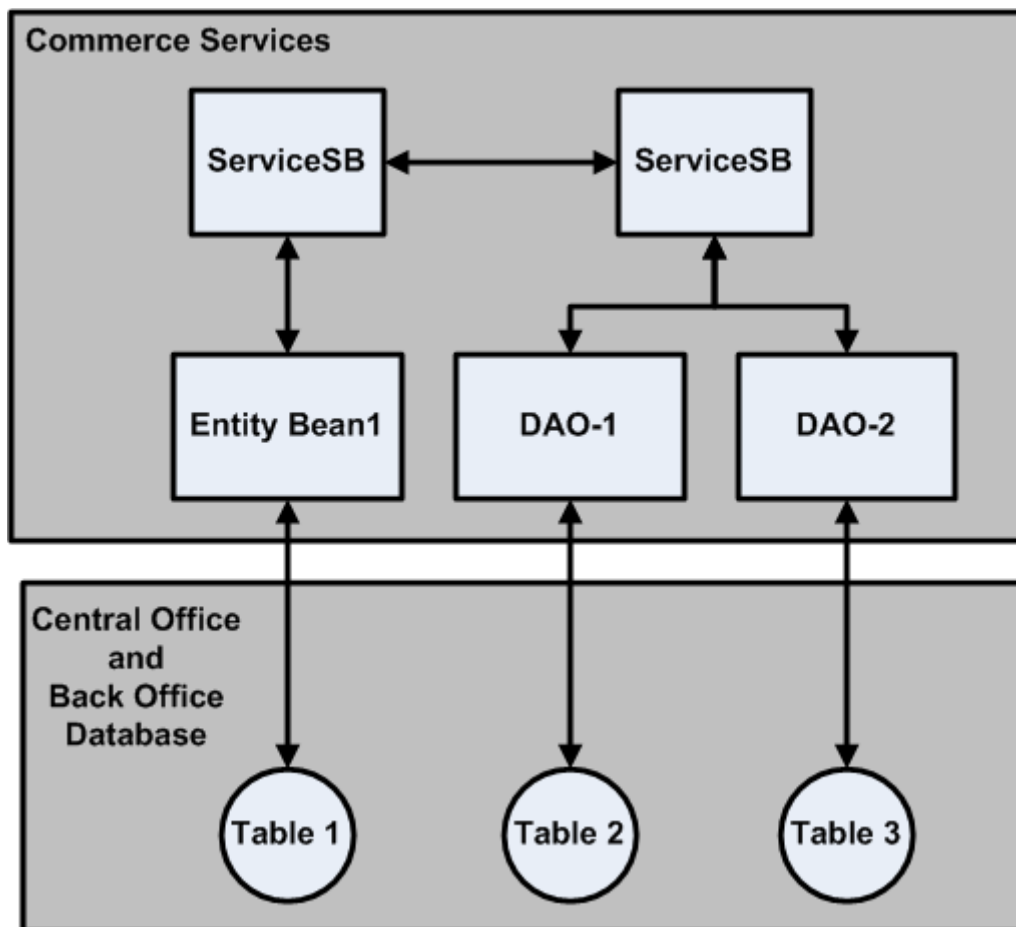 Commerce Services
ServiceSB
ServiceSB
Entity Bean1
DAO-1
DAO-2
Central Office
and
Back Office
Database
Table 1
Table 2
Table 3